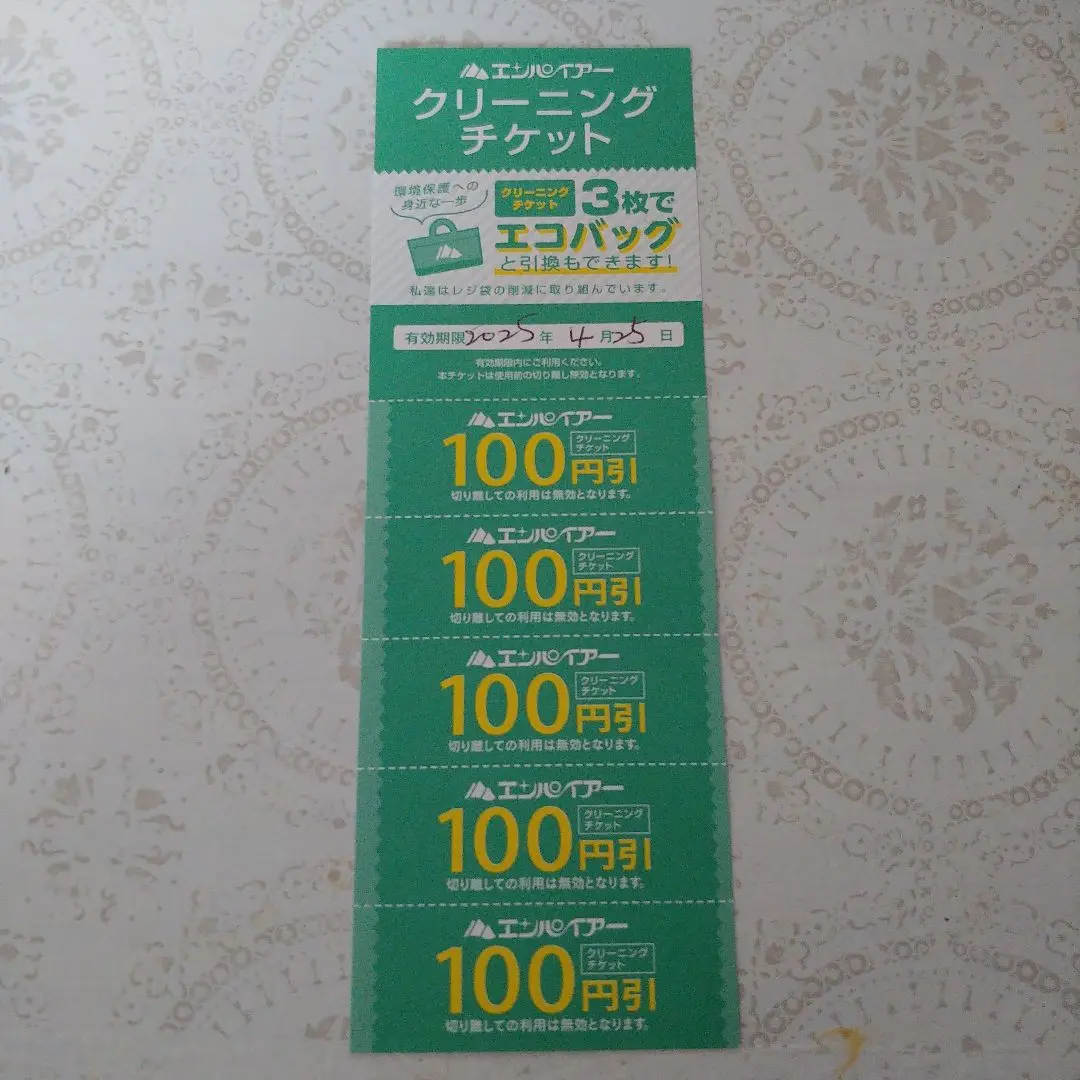 エンパイアー
クリーニング
チケット
環境保護への
身近な一歩
クリーニング
チケット
3枚で
エコバッグ
と引換もできます!
私達はレジ袋の削減に取り組んでいます。
有効期限2025年 4月25日
有効期限内にご利用ください。
本チケットは使用前の切り離し無効となります。
エンパイアー
クリーニング
チケット
100円引
切り離しての利用は無効となります。
エンパイアー
クリーニング
チケット
100円引
切り離しての利用は無効となります。
エンパイアー
クリーニング
チケット
100円引
切り離しての利用は無効となります。
エンパイアー
クリーニング
チケット
100円引
切り離しての利用は無効となります。
エンパイアー
クリーニング
チケット
100円引
切り離しての利用は無効となります。